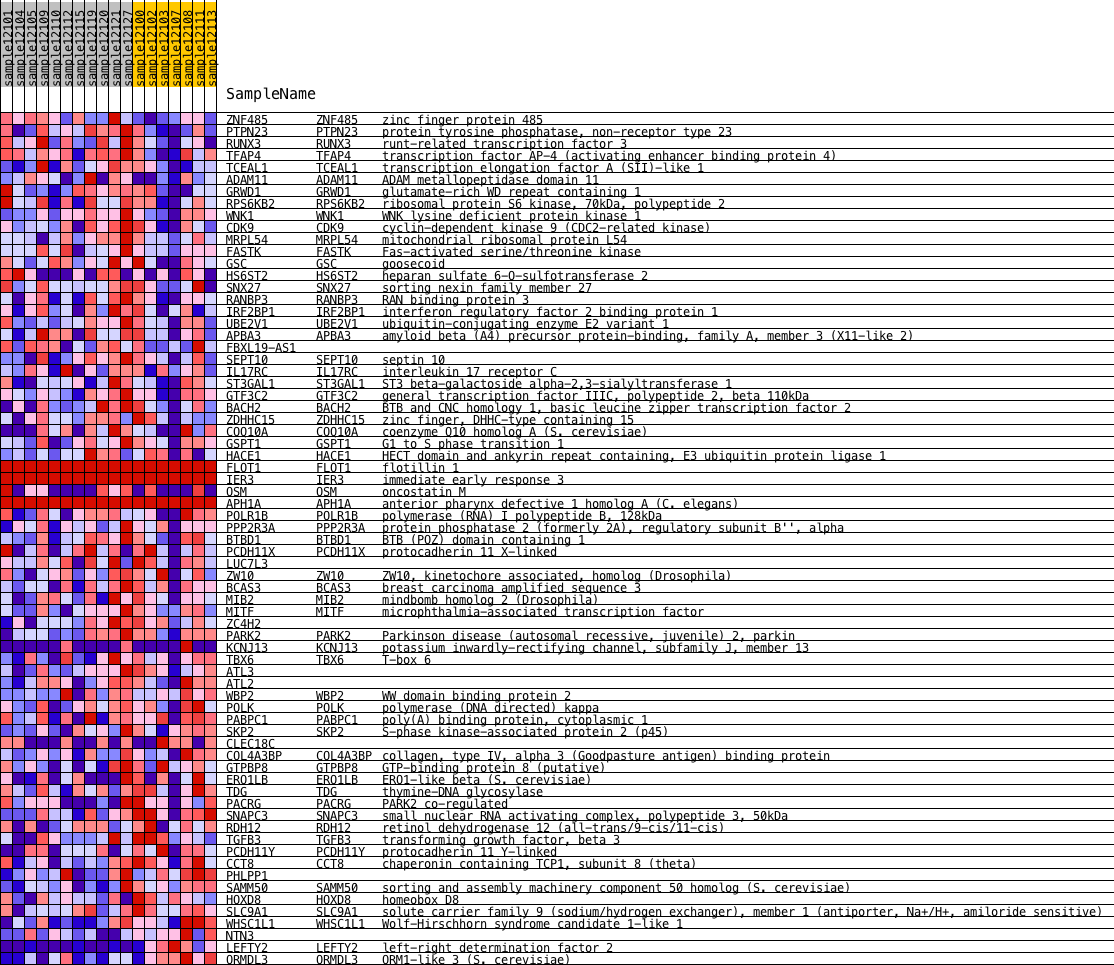 sample12101
sample12104
sample12105
sample12109
sample12110
sample12112
sample12115
sample12119
sample12120
sample12121
sample12127
sample12100
sample12102
sample12103
sample12107
sample12108
sample12111
sample12113
SampleName
ZNF485 ZNF485 zinc finger protein 485
PTPN23 PTPN23 protein tyrosine phosphatase, non-receptor type 23
RUNX3 RUNX3 runt-related transcription factor 3
TFAP4 TFAP4 transcription factor AP-4 (activating enhancer binding protein 4)
TCEAL1 TCEAL1 transcription elongation factor A (SII)-like 1
ADAM11 ADAM11 ADAM metallopeptidase domain 11
GRWD1 GRWD1 glutamate-rich WD repeat containing 1
RPS6KB2 RPS6KB2 ribosomal protein S6 kinase, 70kDa, polypeptide 2
WNK1 WNK1 WNK lysine deficient protein kinase 1
CDK9 CDK9 cyclin-dependent kinase 9 (CDC2-related kinase)
MRPL54 MRPL54 mitochondrial ribosomal protein L54
FASTK FASTK Fas-activated serine/threonine kinase
GSC GSC goosecoid
HS6ST2 HS6ST2 heparan sulfate 6-O-sulfotransferase 2
SNX27 SNX27 sorting nexin family member 27
RANBP3 RANBP3 RAN binding protein 3
IRF2BP1 IRF2BP1 interferon regulatory factor 2 binding protein 1
UBE2V1 UBE2V1 ubiquitin-conjugating enzyme E2 variant 1
APBA3 APBA3 amyloid beta (A4) precursor protein-binding, family A, member 3 (X11-like 2)
FBXL19-AS1
SEPT10 SEPT10 septin 10
IL17RC IL17RC interleukin 17 receptor C
ST3GAL1 ST3GAL1 ST3 beta-galactoside alpha-2,3-sialyltransferase 1
GTF3C2 GTF3C2 general transcription factor IIIC, polypeptide 2, beta 110kDa
BACH2 BACH2 BTB and CNC homology 1, basic leucine zipper transcription factor 2
ZDHHC15 ZDHHC15 zinc finger, DHHC-type containing 15
COQ10A COQ10A coenzyme Q10 homolog A (S. cerevisiae)
GSPT1 GSPT1 G1 to S phase transition 1
HACE1 HACE1 HECT domain and ankyrin repeat containing, E3 ubiquitin protein ligase 1
FLOT1 FLOT1 flotillin 1
IER3 IER3 immediate early response 3
OSM OSM oncostatin M
APH1A APH1A anterior pharynx defective 1 homolog A (C. elegans)
POLR1B POLR1B polymerase (RNA) I polypeptide B, 128kDa
PPP2R3A PPP2R3A protein phosphatase 2 (formerly 2A), regulatory subunit B'', alpha
BTBD1 BTBD1 BTB (POZ) domain containing 1
PCDH11X PCDH11X protocadherin 11 X-linked
LUC7L3
ZW10 ZW10 ZW10, kinetochore associated, homolog (Drosophila)
BCAS3 BCAS3 breast carcinoma amplified sequence 3
MIB2 MIB2 mindbomb homolog 2 (Drosophila)
MITF MITF microphthalmia-associated transcription factor
ZC4H2
PARK2 PARK2 Parkinson disease (autosomal recessive, juvenile) 2, parkin
KCNJ13 KCNJ13 potassium inwardly-rectifying channel, subfamily J, member 13
TBX6 TBX6 T-box 6
ATL3
ATL2
WBP2 WBP2 WW domain binding protein 2
POLK POLK polymerase (DNA directed) kappa
PABPC1 PABPC1 poly(A) binding protein, cytoplasmic 1
SKP2 SKP2 S-phase kinase-associated protein 2 (p45)
CLEC18C
COL4A3BP COL4A3BP collagen, type IV, alpha 3 (Goodpasture antigen) binding protein
GTPBP8 GTPBP8 GTP-binding protein 8 (putative)
ERO1LB ERO1LB ERO1-like beta (S. cerevisiae)
TDG TDG thymine-DNA glycosylase
PACRG PACRG PARK2 co-regulated
SNAPC3 SNAPC3 small nuclear RNA activating complex, polypeptide 3, 50kDa
RDH12 RDH12 retinol dehydrogenase 12 (all-trans/9-cis/11-cis)
TGFB3 TGFB3 transforming growth factor, beta 3
PCDH11Y PCDH11Y protocadherin 11 Y-linked
CCT8 CCT8 chaperonin containing TCP1, subunit 8 (theta)
PHLPP1
SAMM50 SAMM50 sorting and assembly machinery component 50 homolog (S. cerevisiae)
HOXD8 HOXD8 homeobox D8
SLC9A1 SLC9A1 solute carrier family 9 (sodium/hydrogen exchanger), member 1 (antiporter, Na+/H+, amiloride sensitive)
WHSC1L1 WHSC1L1 Wolf-Hirschhorn syndrome candidate 1-like 1
NTN3
LEFTY2 LEFTY2 left-right determination factor 2
ORMDL3 ORMDL3 ORM1-like 3 (S. cerevisiae)